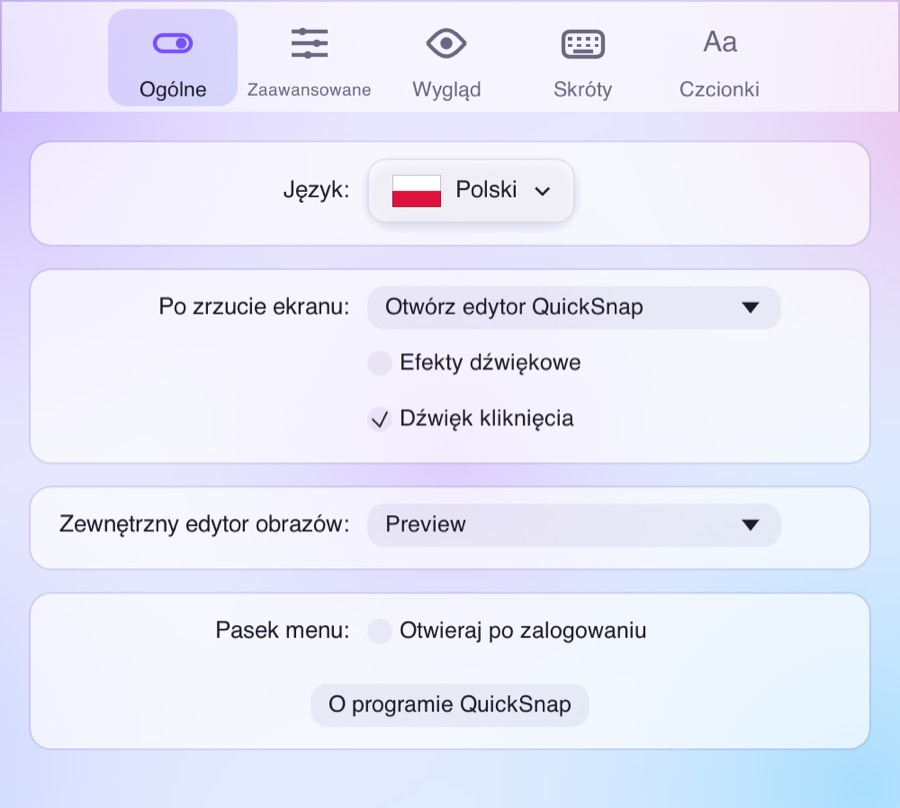 Aa
Ogólne Zaawansowane Wygląd Skróty Czcionki
Język: Polski
Po zrzucie ekranu: Otwórz edytor QuickSnap
Efekty dźwiękowe
Dźwięk kliknięcia
Zewnętrzny edytor obrazów: Preview
Pasek menu: Otwieraj po zalogowaniu
O programie QuickSnap